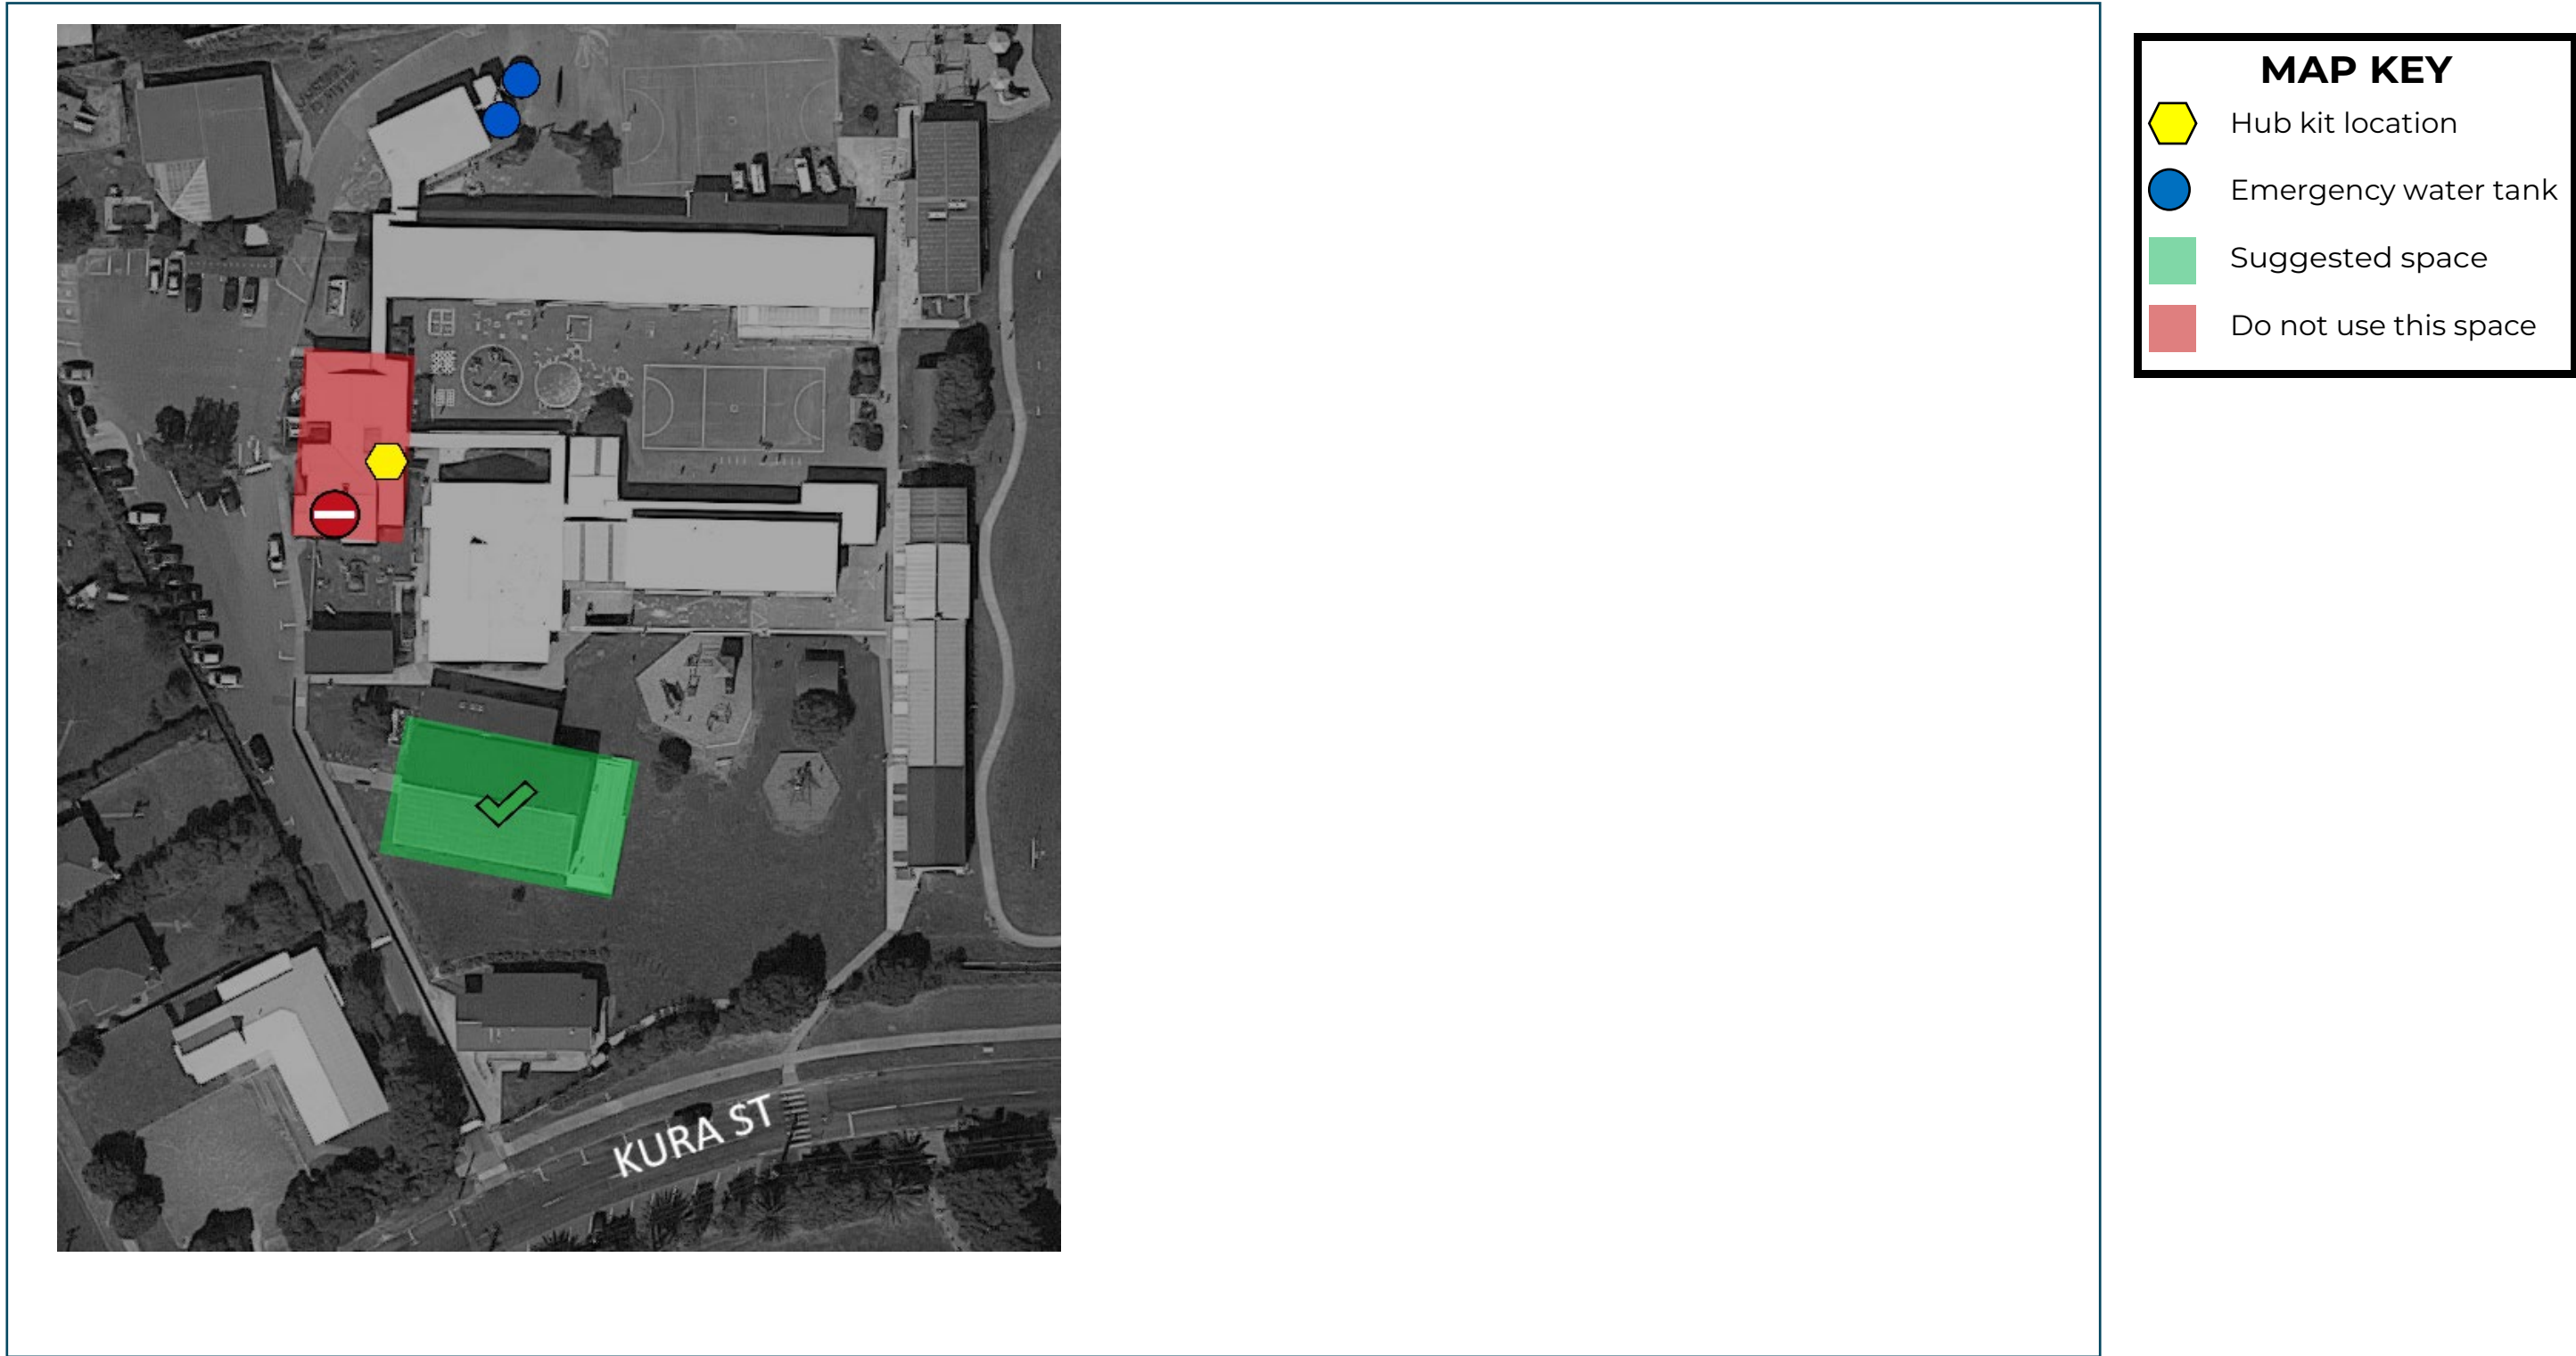 MAP KEY
Hub kit location
Emergency water tank
Suggested space
Do not use this space
KURA ST